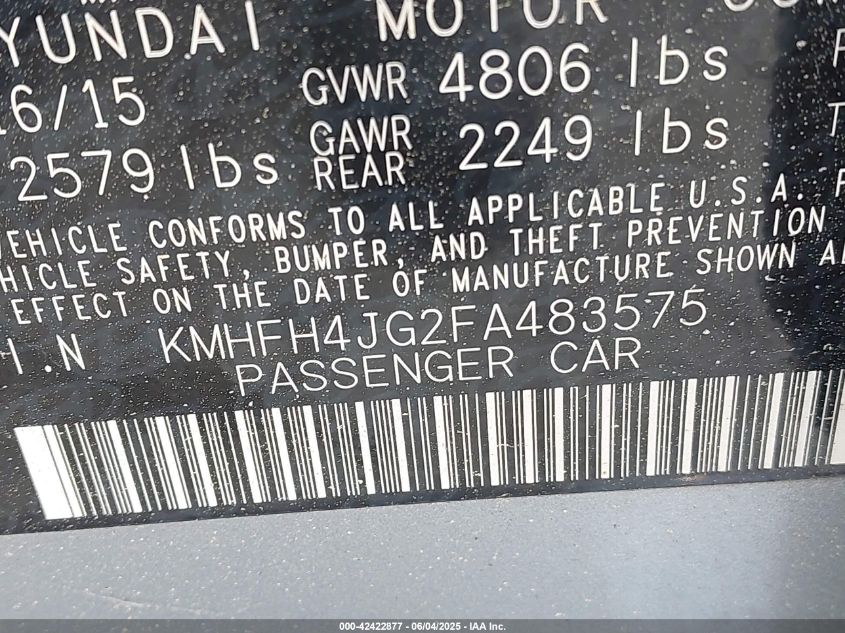 YUNDAI MOTOR
16/15 GVWR 4806 lbs
2579 lbs GAWR REAR 2249 lbs
VEHICLE CONFORMS TO ALL APPLICABLE U.S.A.
HICLE SAFETY, BUMPER, AND THEFT PREVENTION
EFFECT ON THE DATE OF MANUFACTURE SHOWN A
I.N KMHFH4JG2FA483575
PASSENGER CAR
000-42422877 - 06/04/2025 - IAA Inc.